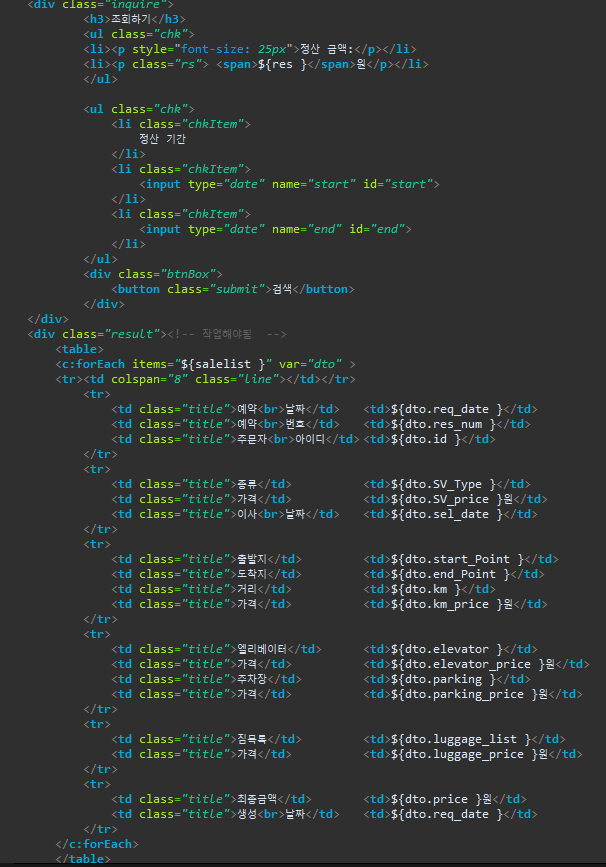 <div class="inquire">
<h3>조회하기</h3>
<ul class="chk">
<li><p style="font-size: 25px">정산 금액:</p></li>
<li><p class="rs"> <span>${res }</span>원</p></li>
</ul>
<ul class="chk">
<li class="chkItem">
정산 기간
</li>
<li class="chkItem">
<input type="date" name="start" id="start">
</li>
<li class="chkItem">
<input type="date" name="end" id="end">
</li>
</ul>
<div class="btnBox">
<button class="submit">검색</button>
</div>
</div>
<div class="result"><!-- 작업해야됨  -->
<table>
<c:forEach items="${salelist }" var="dto" >
<tr><td colspan="8" class="line"></td></tr>
<tr>
<td class="title">예약<br>날짜</td> <td>${dto.req_date }</td>
<td class="title">예약<br>번호</td> <td>${dto.res_num }</td>
<td class="title">주문자<br>아이디</td> <td>${dto.id }</td>
</tr>
<tr>
<td class="title">종류</td> <td>${dto.SV_Type }</td>
<td class="title">가격</td> <td>${dto.SV_price }원</td>
<td class="title">이사<br>날짜</td> <td>${dto.sel_date }</td>
</tr>
<tr>
<td class="title">출발지</td> <td>${dto.start_Point }</td>
<td class="title">도착지</td> <td>${dto.end_Point }</td>
<td class="title">거리</td> <td>${dto.km }</td>
<td class="title">가격</td> <td>${dto.km_price }원</td>
</tr>
<tr>
<td class="title">엘리베이터</td> <td>${dto.elevator }</td>
<td class="title">가격</td> <td>${dto.elevator_price }원</td>
<td class="title">주차장</td> <td>${dto.parking }</td>
<td class="title">가격</td> <td>${dto.parking_price }원</td>
</tr>
<tr>
<td class="title">짐목록</td> <td>${dto.luggage_list }</td>
<td class="title">가격</td> <td>${dto.luggage_price }원</td>
</tr>
<tr>
<td class="title">최종금액</td> <td>${dto.price }원</td>
<td class="title">생성<br>날짜</td> <td>${dto.req_date }</td>
</tr>
</c:forEach>
</table>